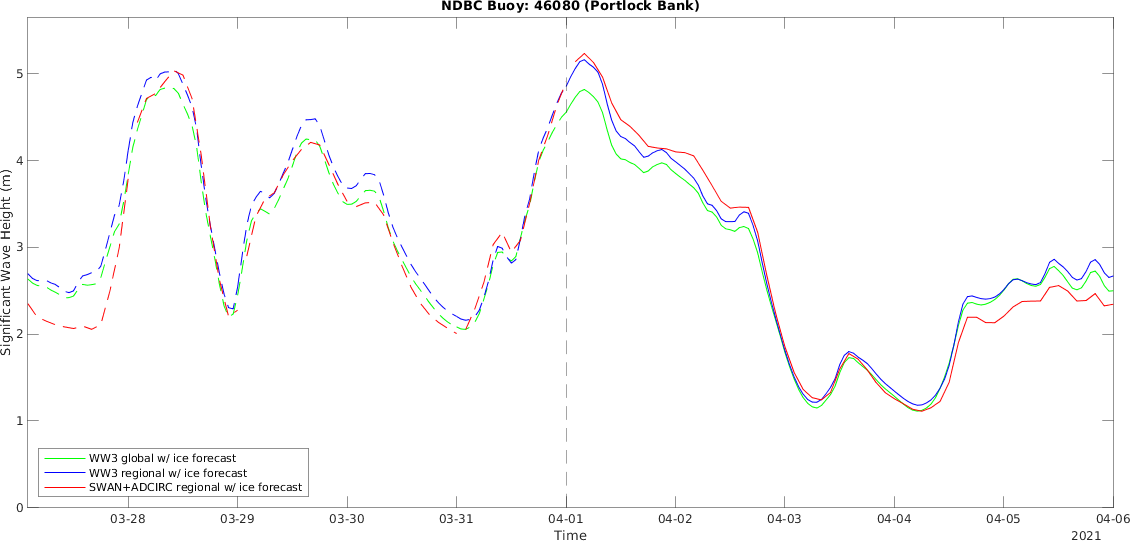 NDBC Buoy: 46080 (Portlock Bank)
Significant Wave Height (m)
5
4
3
2
1
0
WW3 global w/ ice forecast
WW3 regional w/ ice forecast
SWAN+ADCIRC regional w/ ice forecast
03-28 03-29 03-30 03-31 04-01 04-02 04-03 04-04 04-05 04-06
Time
2021